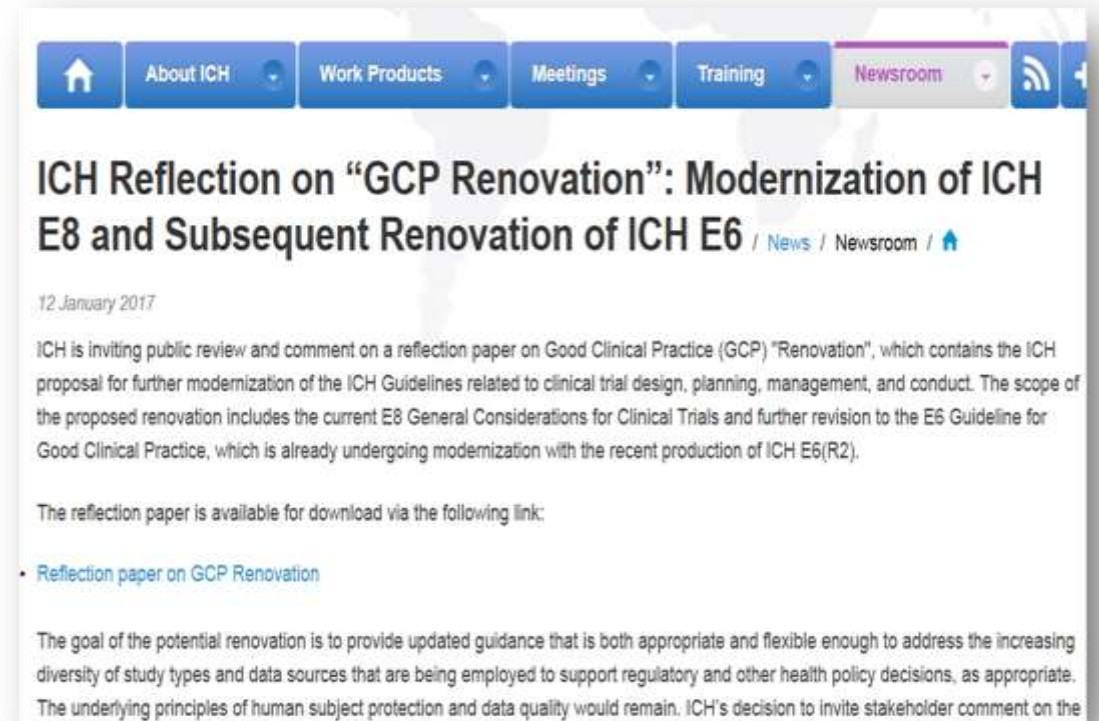 About ICH Work Products Meetings Training Newsroom
ICH Reflection on “GCP Renovation”: Modernization of ICH
E8 and Subsequent Renovation of ICH E6 / News / Newsroom /
12 January 2017
ICH is inviting public review and comment on a reflection paper on Good Clinical Practice (GCP) "Renovation", which contains the ICH
proposal for further modernization of the ICH Guidelines related to clinical trial design, planning, management, and conduct. The scope of
the proposed renovation includes the current E8 General Considerations for Clinical Trials and further revision to the E6 Guideline for
Good Clinical Practice, which is already undergoing modernization with the recent production of ICH E6(R2).
The reflection paper is available for download via the following link:
• Reflection paper on GCP Renovation
The goal of the potential renovation is to provide updated guidance that is both appropriate and flexible enough to address the increasing
diversity of study types and data sources that are being employed to support regulatory and other health policy decisions, as appropriate.
The underlying principles of human subject protection and data quality would remain. ICH's decision to invite stakeholder comment on the